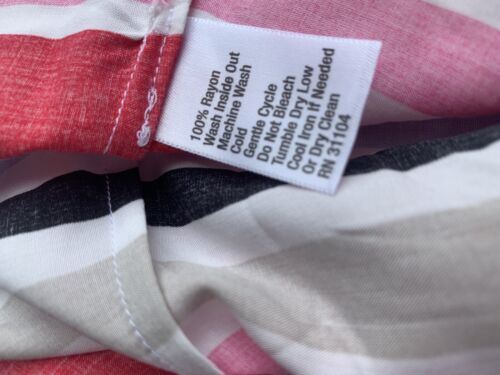 100% Rayon
Wash Inside Out
Machine Wash
Cold
Gentle Cycle
Do Not Bleach
Tumble Dry Low
Cool Iron if Needed
Or Dry Clean
RN 31104